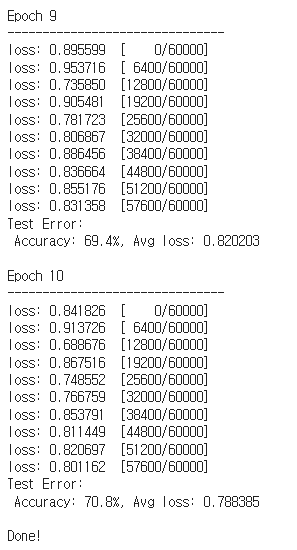 Epoch 9
-------------------------------
loss: 0.895599  [    0/60000]
loss: 0.953716  [ 6400/60000]
loss: 0.735850  [12800/60000]
loss: 0.905481  [19200/60000]
loss: 0.781723  [25600/60000]
loss: 0.806867  [32000/60000]
loss: 0.886456  [38400/60000]
loss: 0.836664  [44800/60000]
loss: 0.855176  [51200/60000]
loss: 0.831358  [57600/60000]
Test Error:
 Accuracy: 69.4%, Avg loss: 0.820203

Epoch 10
-------------------------------
loss: 0.841826  [    0/60000]
loss: 0.913726  [ 6400/60000]
loss: 0.688676  [12800/60000]
loss: 0.867516  [19200/60000]
loss: 0.748552  [25600/60000]
loss: 0.766759  [32000/60000]
loss: 0.853791  [38400/60000]
loss: 0.811449  [44800/60000]
loss: 0.820697  [51200/60000]
loss: 0.801162  [57600/60000]
Test Error:
 Accuracy: 70.8%, Avg loss: 0.788385

Done!